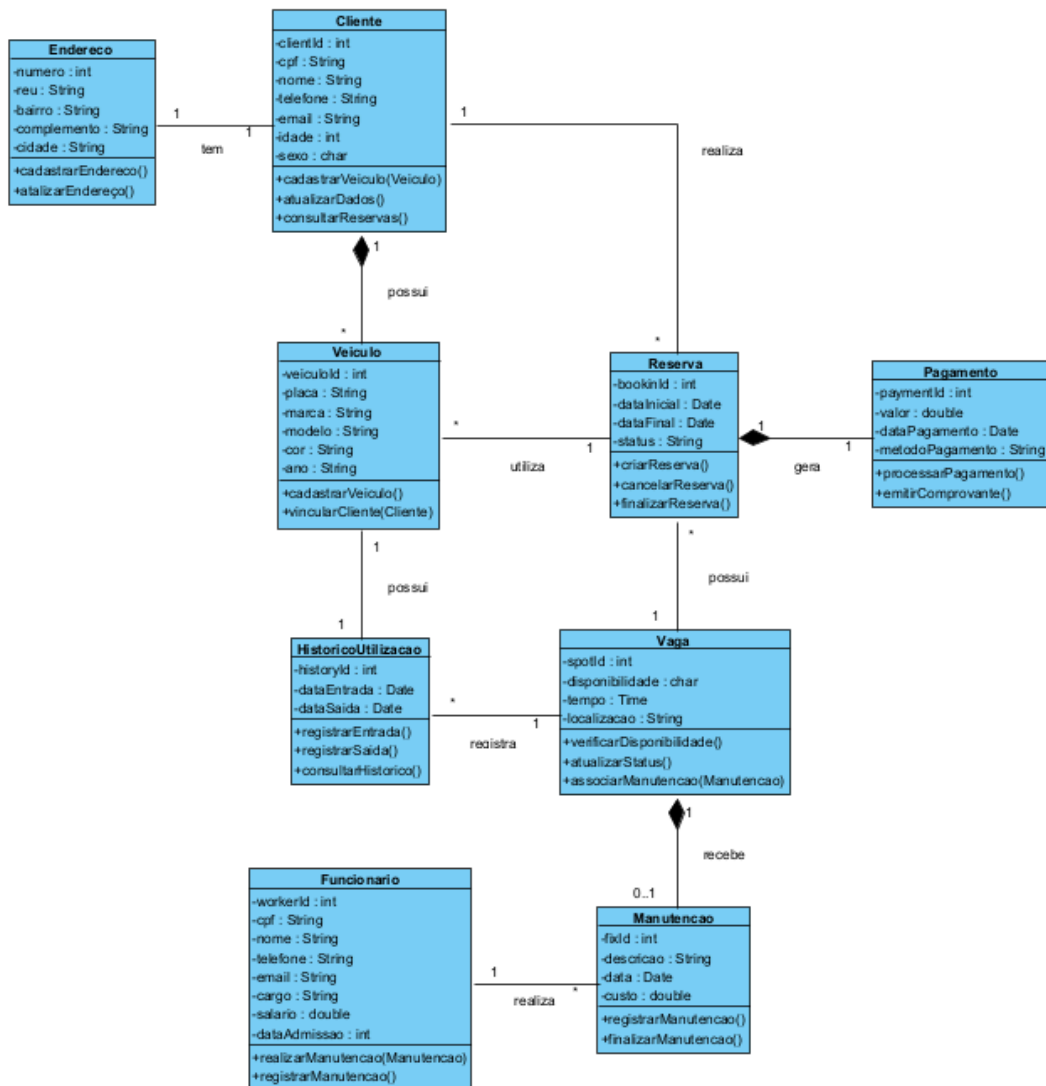 Cliente
-clientId : int
-cpf : String
-nome : String
-telefone : String
-email : String
-idade : int
-sexo : char
+cadastrarVeiculo(Veiculo)
+atualizarDados()
+consultarReservas()
Endereco
-numero : int
-reu : String
-bairro : String
-complemento : String
-cidade : String
+cadastrarEndereco()
+atalizarEndereço()
1
tem
1
1
realiza
*
1
possui
*
Veiculo
-veiculoId : int
-placa : String
-marca : String
-modelo : String
-cor : String
-ano : String
+cadastrarVeiculo()
+vincularCliente(Cliente)
*
utiliza
1
Reserva
-bookinId : int
-dataInicial : Date
-dataFinal : Date
-status : String
+criarReserva()
+cancelarReserva()
+finalizarReserva()
1
gera
1
Pagamento
-paymentId : int
-valor : double
-dataPagamento : Date
-metodoPagamento : String
+processarPagamento()
+emitirComprovante()
1
possui
1
*
possui
1
HistoricoUtilizacao
-historyId : int
-dataEntrada : Date
-dataSaida : Date
+registrarEntrada()
+registrarSaida()
+consultarHistorico()
*
registra
1
Vaga
-spotId : int
-disponibilidade : char
-tempo : Time
-localizacao : String
+verificarDisponibilidade()
+atualizarStatus()
+associarManutencao(Manutencao)
1
recebe
0..1
Funcionario
-workerId : int
-cpf : String
-nome : String
-telefone : String
-email : String
-cargo : String
-salario : double
-dataAdmissao : int
+realizarManutencao(Manutencao)
+registrarManutencao()
1
realiza
*
Manutencao
-fixId : int
-descricao : String
-data : Date
-custo : double
+registrarManutencao()
+finalizarManutencao()